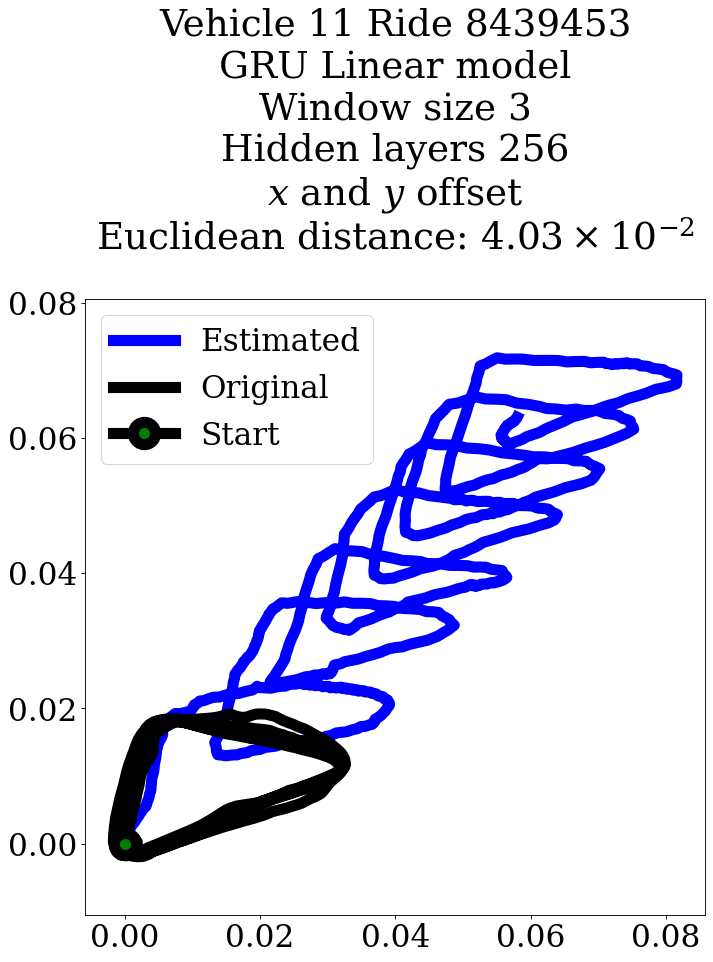 Vehicle 11 Ride 8439453
GRU Linear model
Window size 3
Hidden layers 256
x and y offset
Euclidean distance: 4.03 × 10⁻²
0.08
Estimated
Original
Start
0.06
0.04
0.02
0.00
0.00 0.02 0.04 0.06 0.08